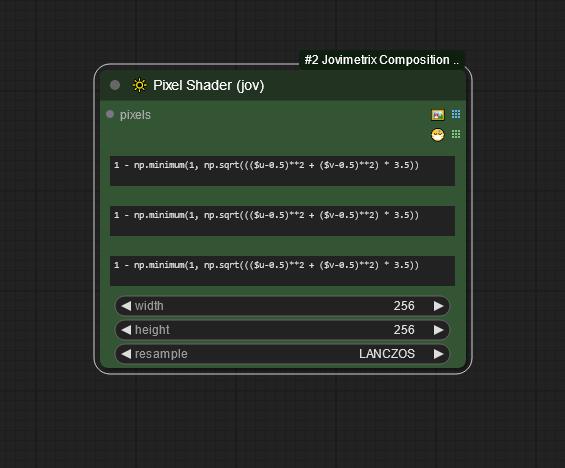 #2 Jovimetrix Composition ..
Pixel Shader (jov)
pixels
1 - np.minimum(1, np.sqrt((($u-0.5)**2 + ($v-0.5)**2) * 3.5))
1 - np.minimum(1, np.sqrt((($u-0.5)**2 + ($v-0.5)**2) * 3.5))
1 - np.minimum(1, np.sqrt((($u-0.5)**2 + ($v-0.5)**2) * 3.5))
width 256
height 256
resample LANCZOS